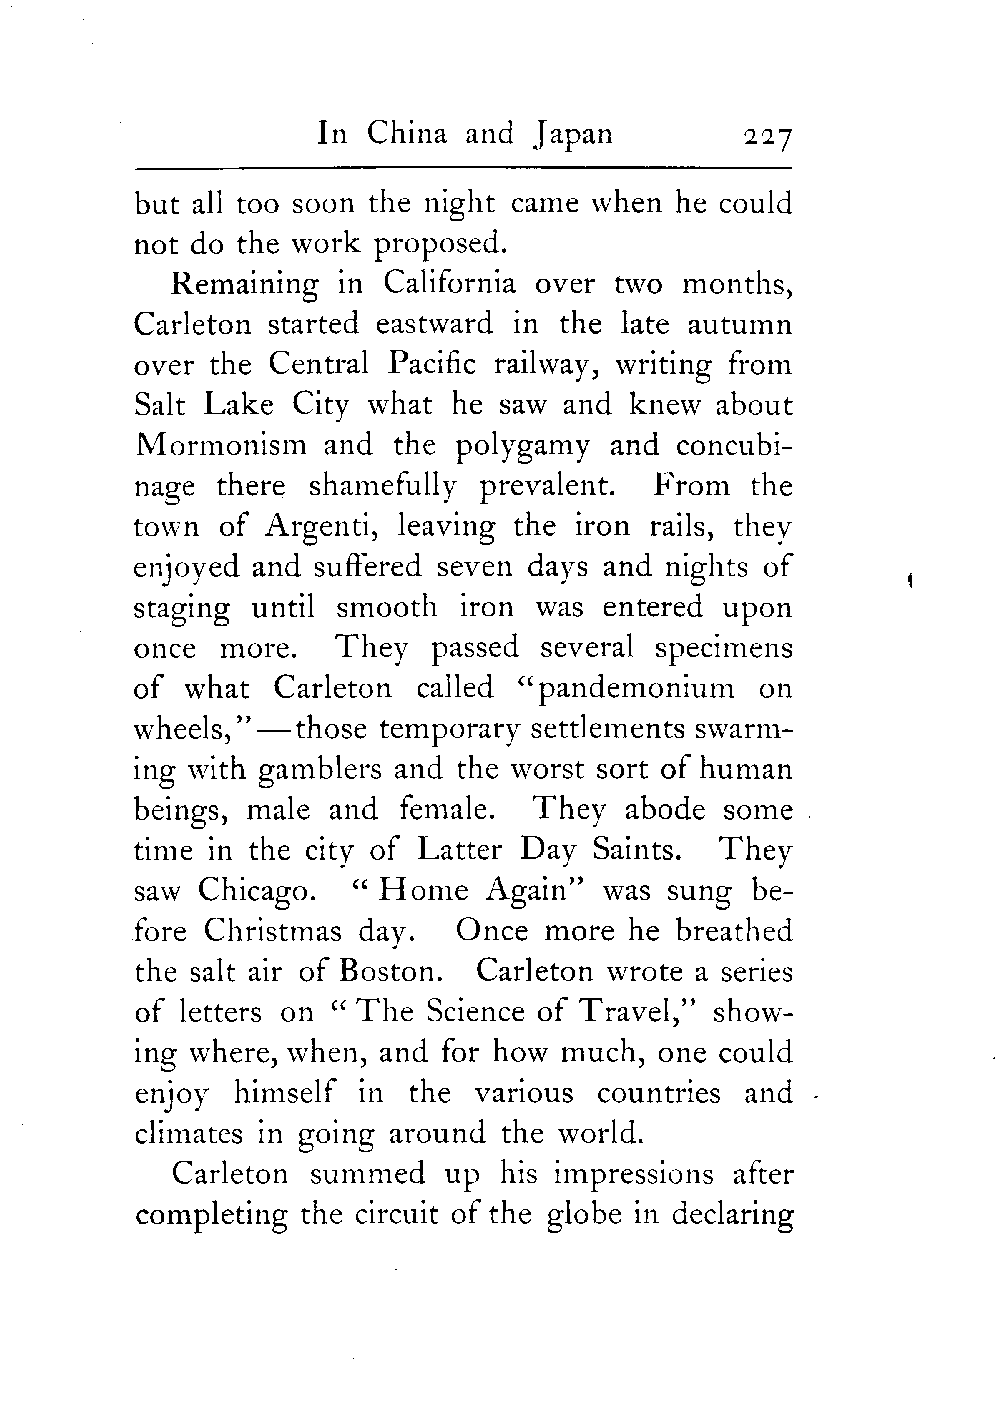 In China and Japan 227
but all too soon the night came when he could
not do the work proposed.
Remaining in California over two months,
Carleton started eastward in the late autumn
over the Central Pacific railway, writing from
Salt Lake City what he saw and knew about
Mormonism and the polygamy and concubi-
nage there shamefully prevalent. From the
town of Argenti, leaving the iron rails, they
enjoyed and suffered seven days and nights of
staging until smooth iron was entered upon
once more. They passed several specimens
of what Carleton called "pandemonium on
wheels,"—those temporary settlements swarm-
ing with gamblers and the worst sort of human
beings, male and female. They abode some
time in the city of Latter Day Saints. They
saw Chicago. "Home Again" was sung be-
fore Christmas day. Once more he breathed
the salt air of Boston. Carleton wrote a series
of letters on "The Science of Travel," show-
ing where, when, and for how much, one could
enjoy himself in the various countries and
climates in going around the world.
Carleton summed up his impressions after
completing the circuit of the globe in declaring